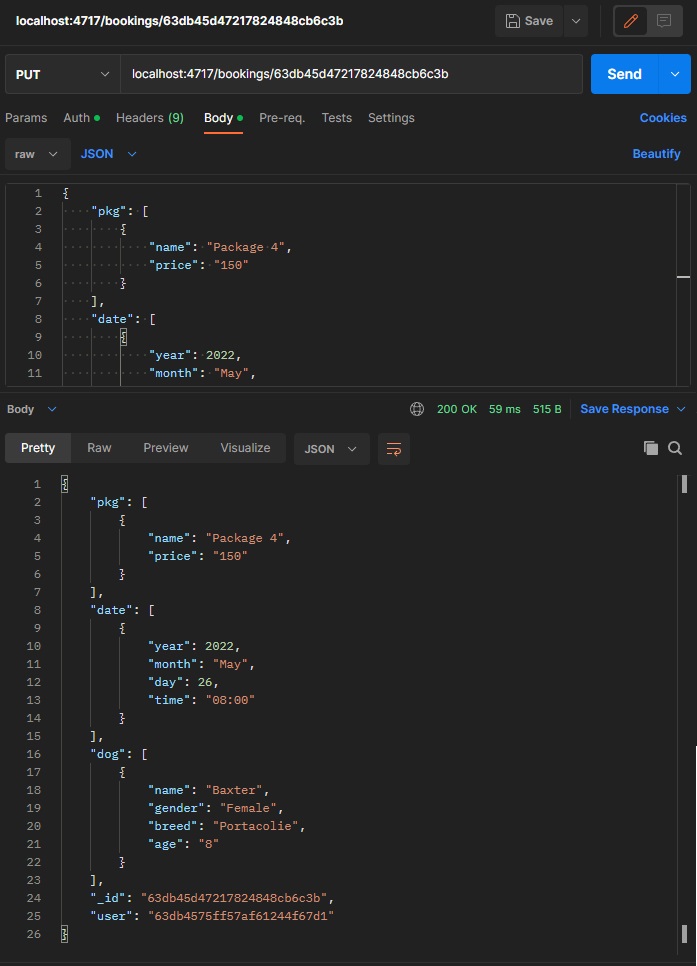 localhost:4717/bookings/63db45d47217824848cb6c3b Save
PUT localhost:4717/bookings/63db45d47217824848cb6c3b Send
Params Auth Headers (9) Body Pre-req. Tests Settings Cookies
raw JSON Beautify
1 {
2 "pkg": [
3 {
4 "name": "Package 4",
5 "price": "150"
6 }
7 ],
8 "date": [
9 {
10 "year": 2022,
11 "month": "May",
Body 200 OK 59 ms 515 B Save Response
Pretty Raw Preview Visualize JSON
1 {
2 "pkg": [
3 {
4 "name": "Package 4",
5 "price": "150"
6 }
7 ],
8 "date": [
9 {
10 "year": 2022,
11 "month": "May",
12 "day": 26,
13 "time": "08:00"
14 }
15 ],
16 "dog": [
17 {
18 "name": "Baxter",
19 "gender": "Female",
20 "breed": "Portacolie",
21 "age": "8"
22 }
23 ],
24 "_id": "63db45d47217824848cb6c3b",
25 "user": "63db4575ff57af61244f67d1"
26 }